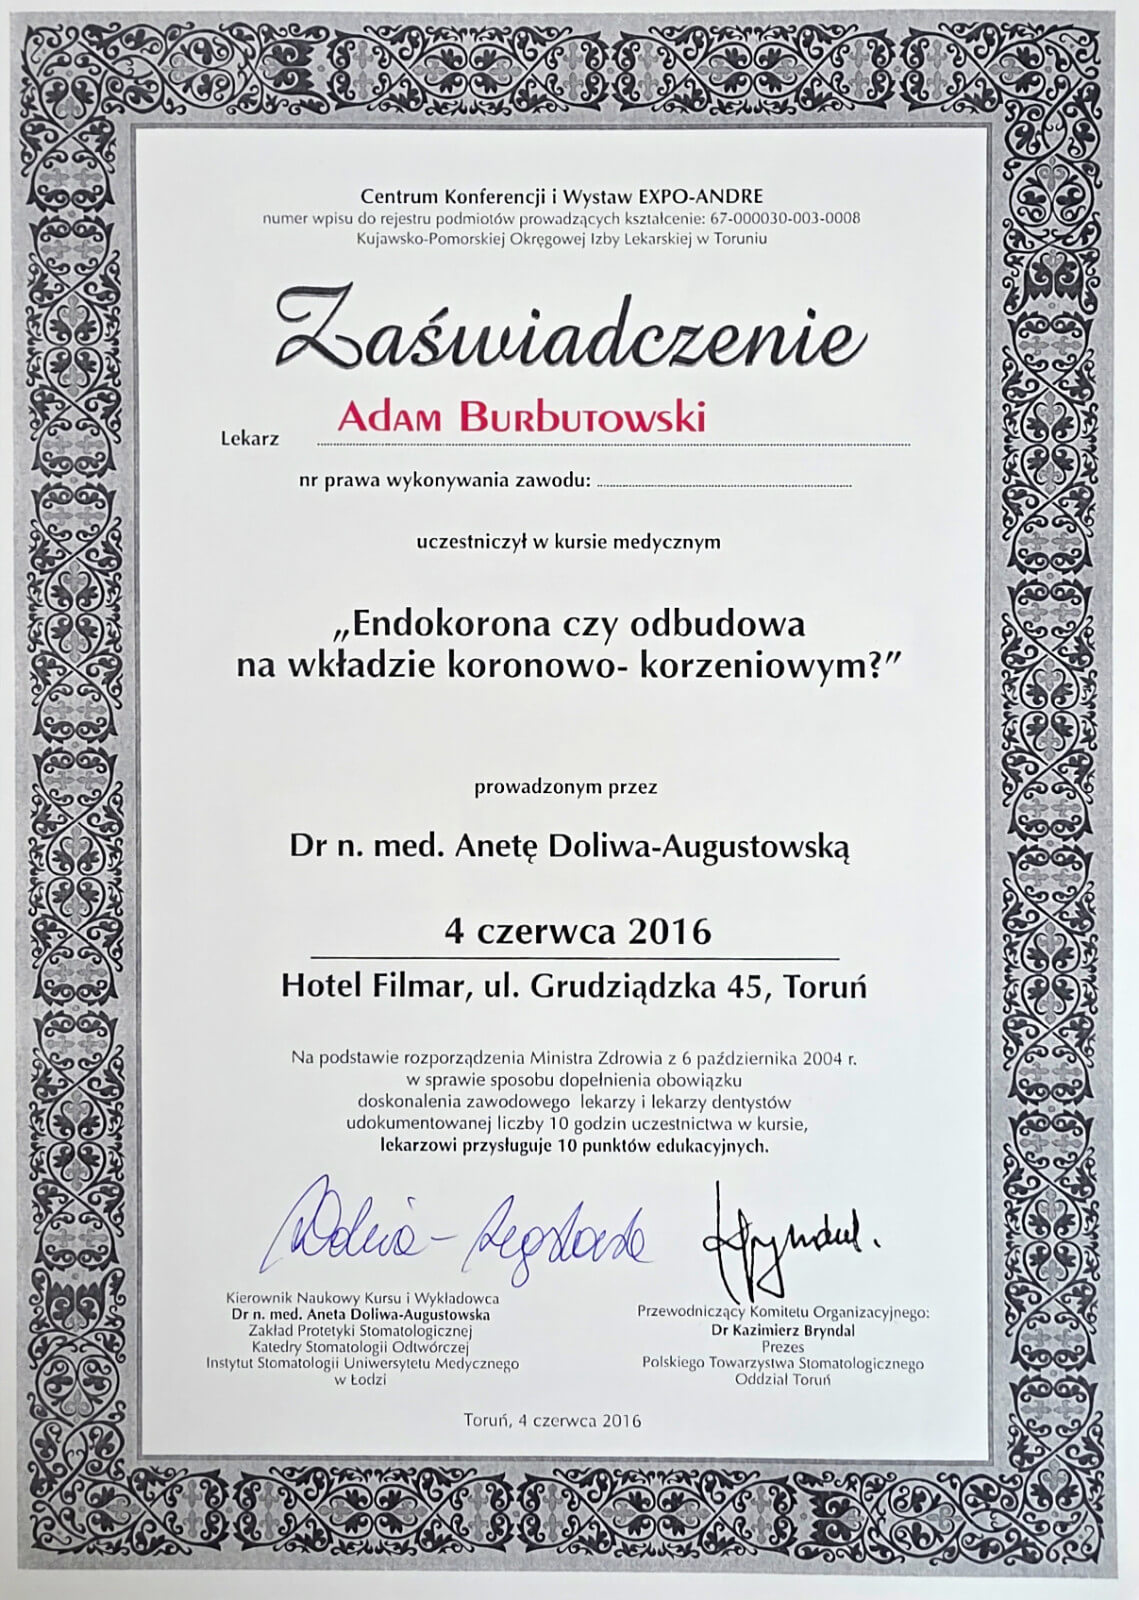 Centrum Konferencji i Wystaw EXPO-ANDRE
numer wpisu do rejestru podmiotów prowadzących kształcenie: 67-000030-003-0008
Kujawsko-Pomorskiej Okręgowej Izby Lekarskiej w Toruniu
Zaświadczenie
Lekarz Adam Burbutowski
nr prawa wykonywania zawodu:
uczestniczył w kursie medycznym
„Endokorona czy odbudowa
na wkładzie koronowo- korzeniowym?”
prowadzonym przez
Dr n. med. Anetę Doliwa-Augustowską
4 czerwca 2016
Hotel Filmar, ul. Grudziądzka 45, Toruń
Na podstawie rozporządzenia Ministra Zdrowia z 6 października 2004 r.
w sprawie sposobu dopełnienia obowiązku
doskonalenia zawodowego lekarzy i lekarzy dentystów
udokumentowanej liczby 10 godzin uczestnictwa w kursie,
lekarzowi przysługuje 10 punktów edukacyjnych.
Kierownik Naukowy Kursu i Wykładowca
Dr n. med. Aneta Doliwa-Augustowska
Zakład Protetyki Stomatologicznej
Katedry Stomatologii Odtwórczej
Instytut Stomatologii Uniwersytetu Medycznego
w Łodzi
Przewodniczący Komitetu Organizacyjnego:
Dr Kazimierz Bryndal
Prezes
Polskiego Towarzystwa Stomatologicznego
Oddział Toruń
Toruń, 4 czerwca 2016